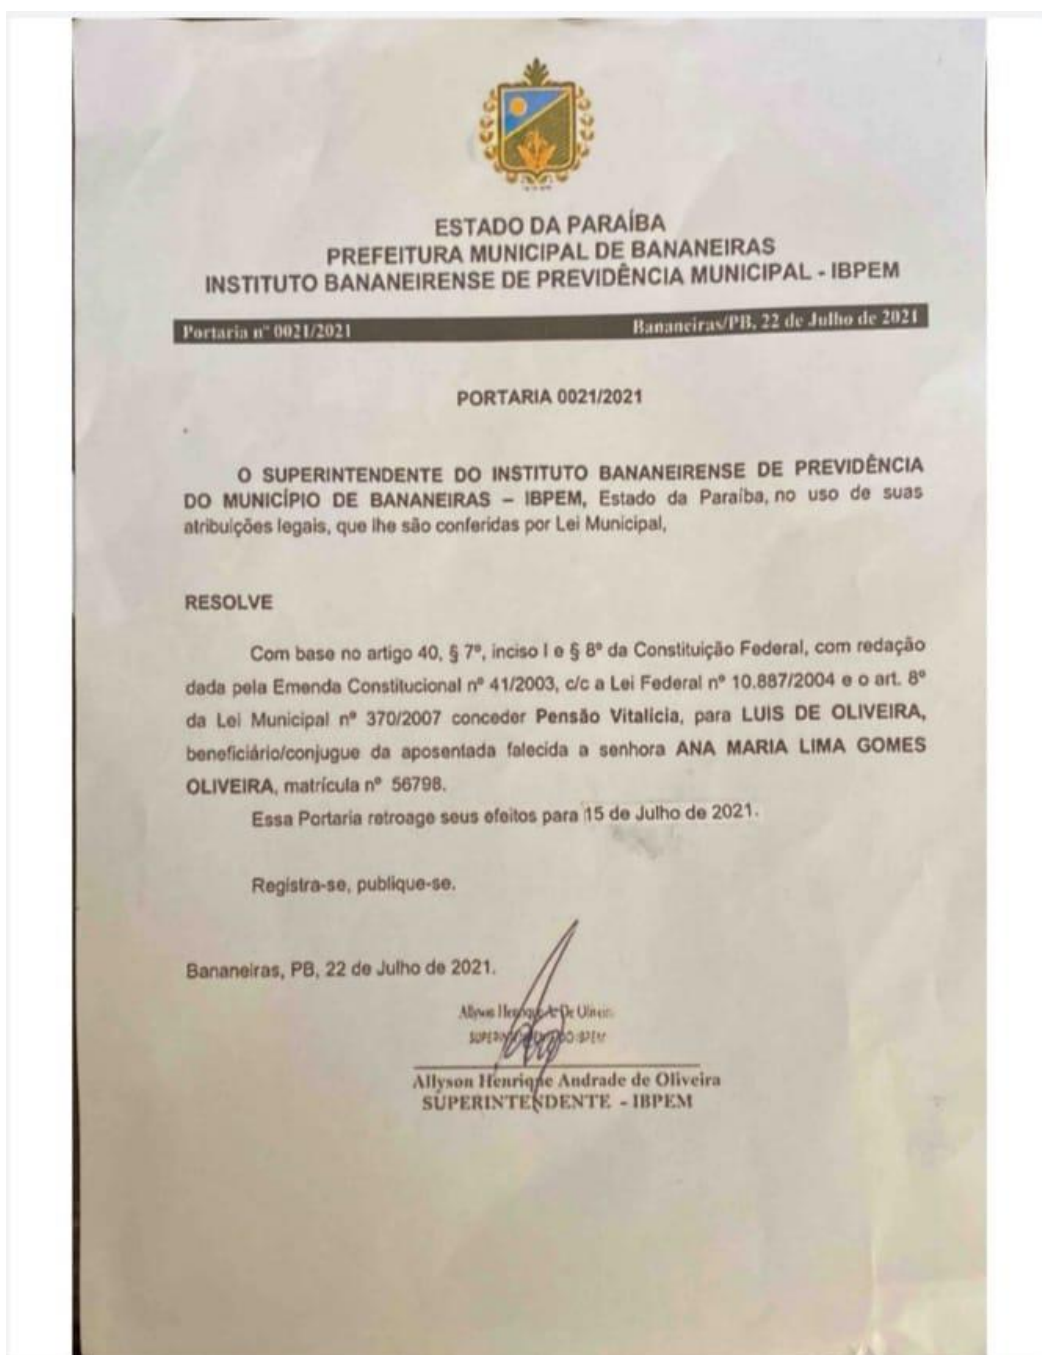 ESTADO DA PARAÍBA
PREFEITURA MUNICIPAL DE BANANEIRAS
INSTITUTO BANANEIRENSE DE PREVIDÊNCIA MUNICIPAL - IBPEM
Portaria nº 0021/2021 Bananeiras/PB, 22 de Julho de 2021
PORTARIA 0021/2021
O SUPERINTENDENTE DO INSTITUTO BANANEIRENSE DE PREVIDÊNCIA
DO MUNICÍPIO DE BANANEIRAS – IBPEM, Estado da Paraíba, no uso de suas
atribuições legais, que lhe são conferidas por Lei Municipal,
RESOLVE
Com base no artigo 40, § 7º, inciso I e § 8º da Constituição Federal, com redação
dada pela Emenda Constitucional nº 41/2003, c/c a Lei Federal nº 10.887/2004 e o art. 8º
da Lei Municipal nº 370/2007 conceder Pensão Vitalícia, para LUIS DE OLIVEIRA,
beneficiário/conjugue da aposentada falecida a senhora ANA MARIA LIMA GOMES
OLIVEIRA, matrícula nº 56798.
Essa Portaria retroage seus efeitos para 15 de Julho de 2021.
Registra-se, publique-se.
Bananeiras, PB, 22 de Julho de 2021.
Allyson Henrique Andrade de Oliveira
SUPERINTENDENTE - IBPEM